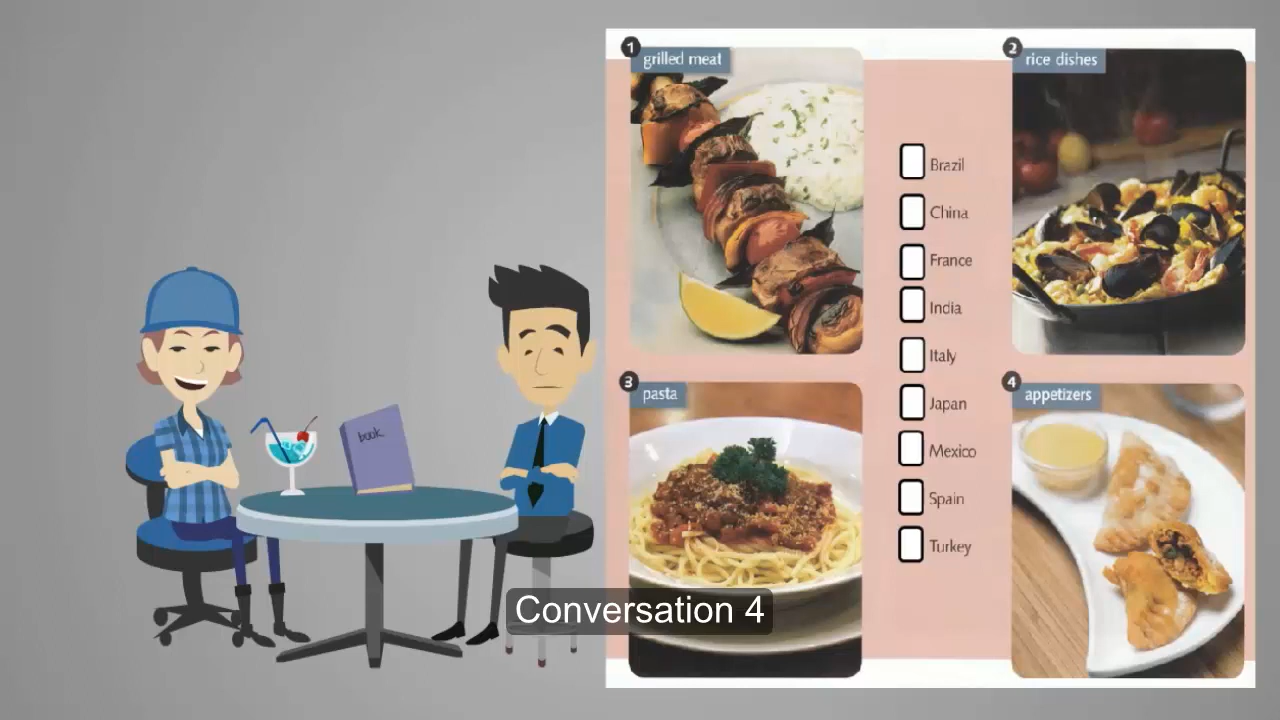 1 grilled meat
2 rice dishes
Brazil
China
France
India
Italy
Japan
Mexico
Spain
Turkey
3 pasta
4 appetizers
book
Conversation 4